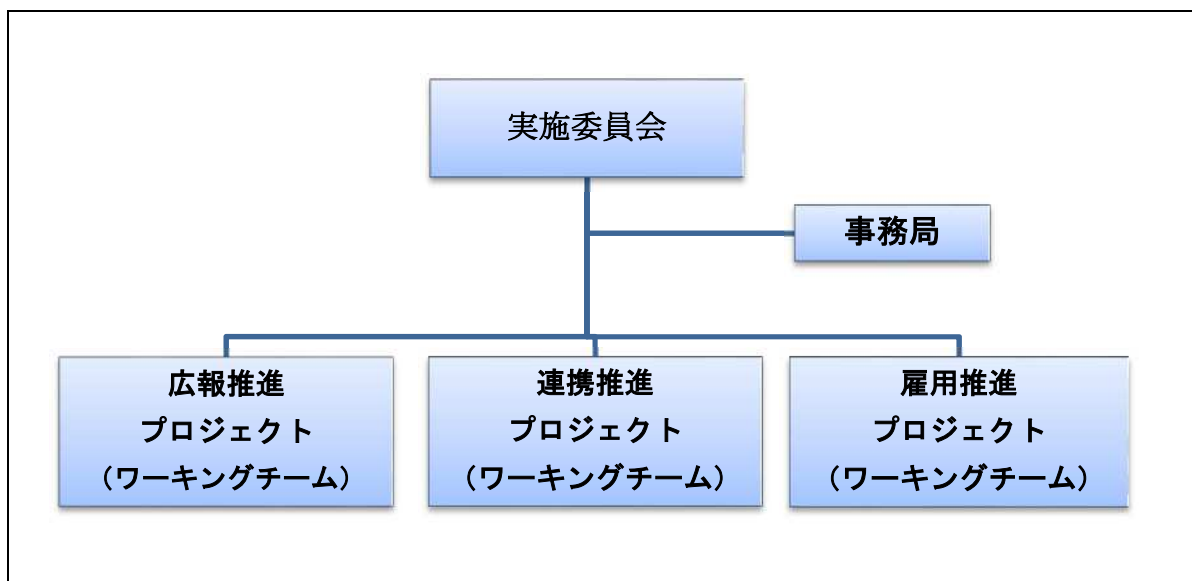 実施委員会
事務局
広報推進
プロジェクト
（ワーキングチーム）
連携推進
プロジェクト
（ワーキングチーム）
雇用推進
プロジェクト
（ワーキングチーム）